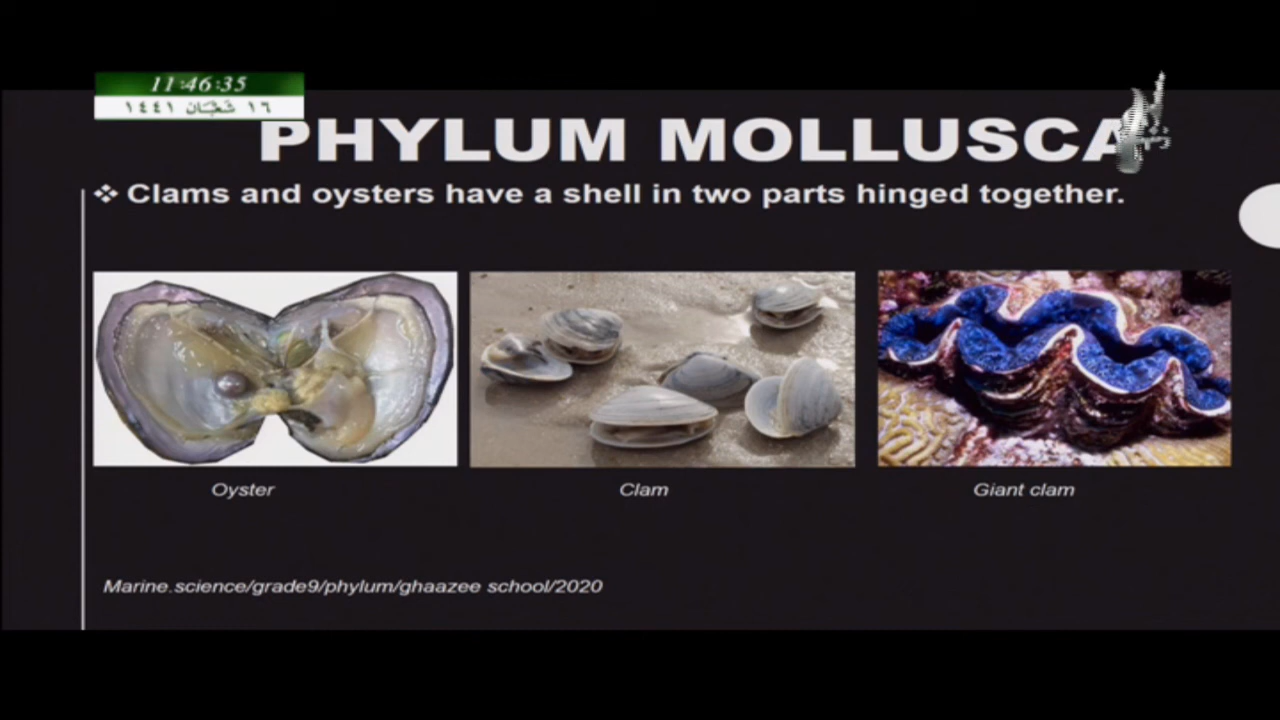 11:46:35
١٦ شَعْبَان ١٤٤١
PHYLUM MOLLUSCA
❖ Clams and oysters have a shell in two parts hinged together.
Oyster
Clam
Giant clam
Marine.science/grade9/phylum/ghaazee school/2020